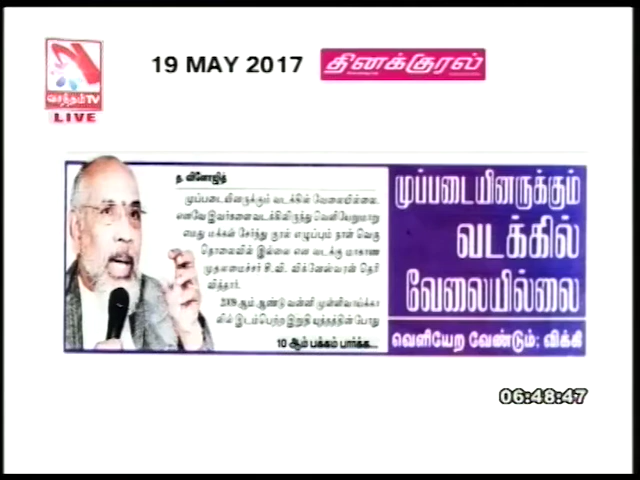 வசந்தம்TV
LIVE
19 MAY 2017
தினக்குரல்
த. வினோஜித்
முப்படையினருக்கும் வடக்கில் வேலையில்லை.
எனவே இவர்களை வடக்கிலிருந்து வெளியேறுமாறு
எமது மக்கள் சேர்ந்து குரல் எழுப்பும் நாள் வெகு
தொலைவில் இல்லை என வடக்கு மாகாண
முதலமைச்சர் சி.வி. விக்னேஸ்வரன் தெரி
வித்தார்.
2009 ஆம் ஆண்டு வன்னி முள்ளிவாய்க்கா
லில் இடம்பெற்ற இறுதி யுத்தத்தின் போது
10 ஆம் பக்கம் பார்க்க...
முப்படையினருக்கும்
வடக்கில்
வேலையில்லை
வெளியேற வேண்டும்; விக்கி
06:48:47